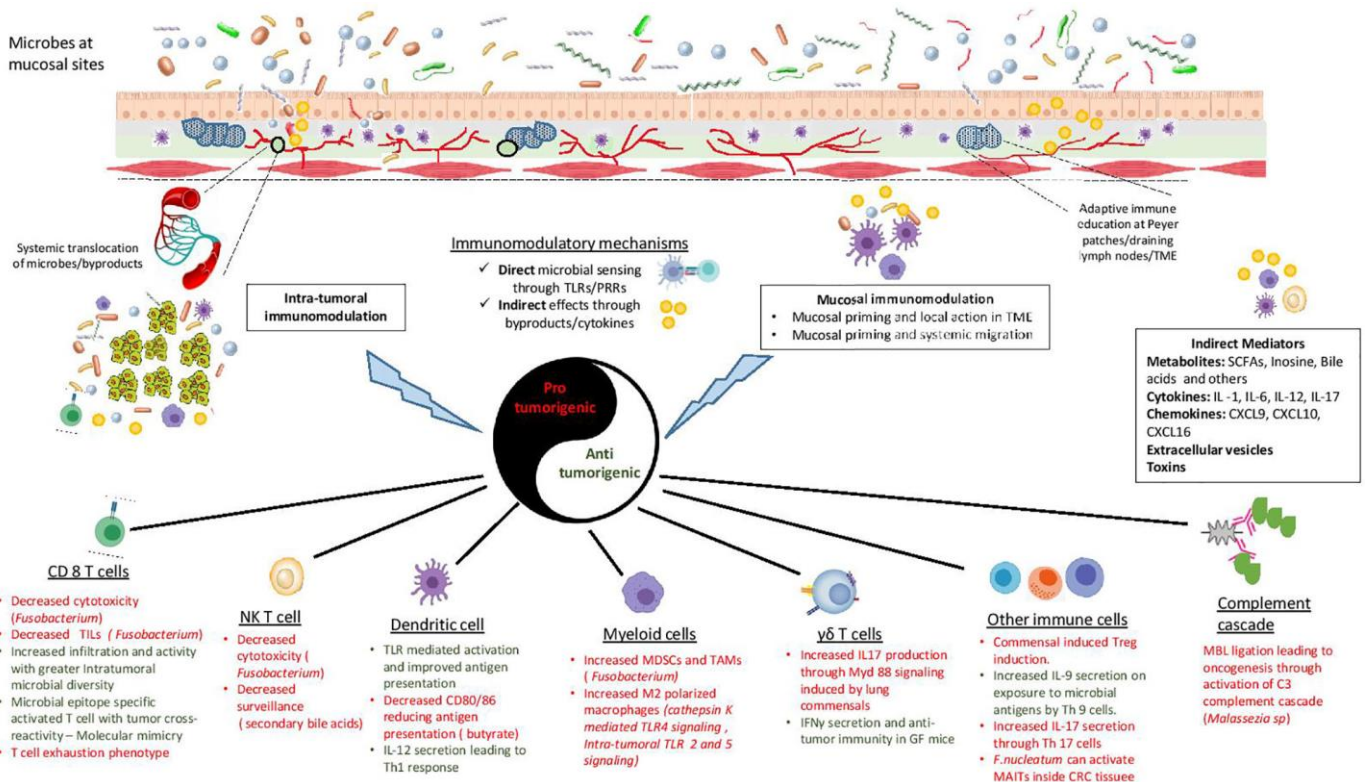 Microbes at
mucosal sites
Systemic translocation
of microbes/byproducts
Intra-tumoral
immunomodulation
Immunomodulatory mechanisms
✓ Direct microbial sensing
through TLRs/PRRs
✓ Indirect effects through
byproducts/cytokines
Mucosal immunomodulation
• Mucosal priming and local action in TME
• Mucosal priming and systemic migration
Adaptive immune
education at Peyer
patches/draining
lymph nodes/TME
Indirect Mediators
Metabolites: SCFAs, Inosine, Bile
acids and others
Cytokines: IL -1, IL-6, IL-12, IL-17
Chemokines: CXCL9, CXCL10,
CXCL16
Extracellular vesicles
Toxins
Pro
tumorigenic
Anti
tumorigenic
CD 8 T cells
• Decreased cytotoxicity
(Fusobacterium)
• Decreased TILs ( Fusobacterium)
• Increased infiltration and activity
with greater Intratumoral
microbial diversity
• Microbial epitope specific
activated T cell with tumor cross-
reactivity – Molecular mimicry
• T cell exhaustion phenotype
NK T cell
• Decreased
cytotoxicity (
Fusobacterium)
• Decreased
surveillance
( secondary bile acids)
Dendritic cell
• TLR mediated activation
and improved antigen
presentation
• Decreased CD80/86
reducing antigen
presentation ( butyrate)
• IL-12 secretion leading to
Th1 response
Myeloid cells
• Increased MDSCs and TAMs
( Fusobacterium)
• Increased M2 polarized
macrophages (cathepsin K
mediated TLR4 signaling ,
Intra-tumoral TLR 2 and 5
signaling)
γδ T cells
• Increased IL17 production
through Myd 88 signaling
induced by lung
commensals
• IFNγ secretion and anti-
tumor immunity in GF mice
Other immune cells
• Commensal induced Treg
induction.
• Increased IL-9 secretion on
exposure to microbial
antigens by Th 9 cells.
• Increased IL-17 secretion
through Th 17 cells
• F.nucleatum can activate
MAITs inside CRC tissuee
Complement
cascade
MBL ligation leading to
oncogenesis through
activation of C3
complement cascade
(Malassezia sp)